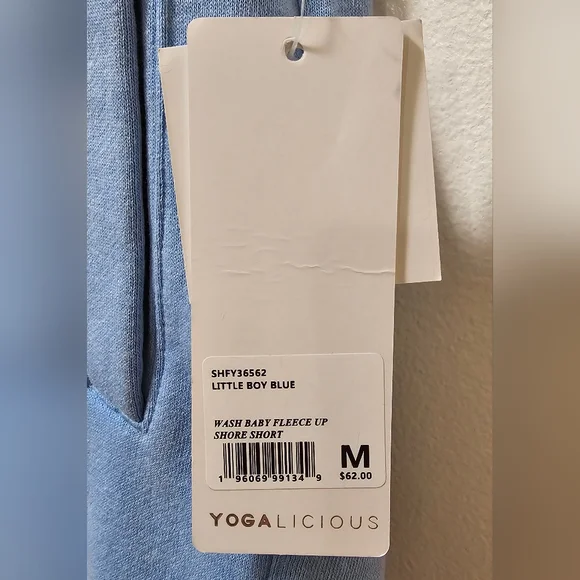 SHFY36562
LITTLE BOY BLUE
WASH BABY FLEECE UP
SHORE SHORT
M
1 96069 99134 9
$62.00
YOGALICIOUS